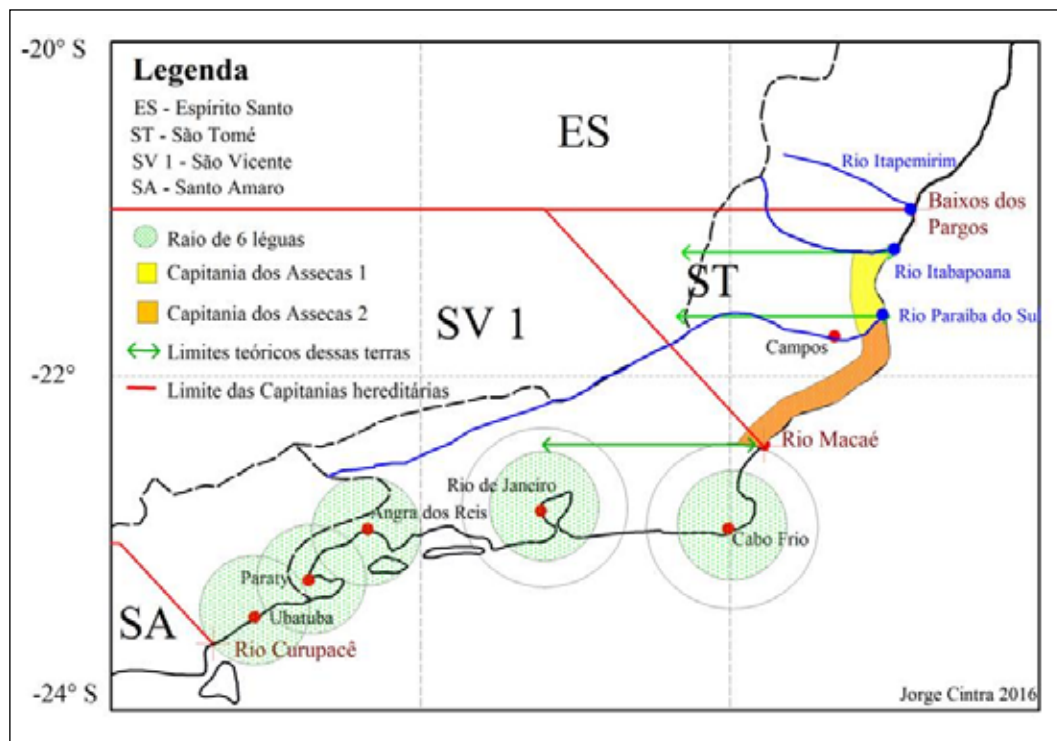 -20° S
Legenda
ES - Espírito Santo
ST - São Tomé
SV 1 - São Vicente
SA - Santo Amaro
ES
Rio Itapemirim
Baixos dos
Pargos
Raio de 6 léguas
Capitania dos Assecas 1
Capitania dos Assecas 2
Limites teóricos dessas terras
Limite das Capitanias hereditárias
ST
Rio Itabapoana
SV 1
Rio Paraiba do Su
Campos
-22°
Rio Macaé
Rio de Janciro
Angra dos Reis
Cabo Frio
Paraty
Ubatuba
SA
Rio Curupacê
-24° S
Jorge Cintra 2016